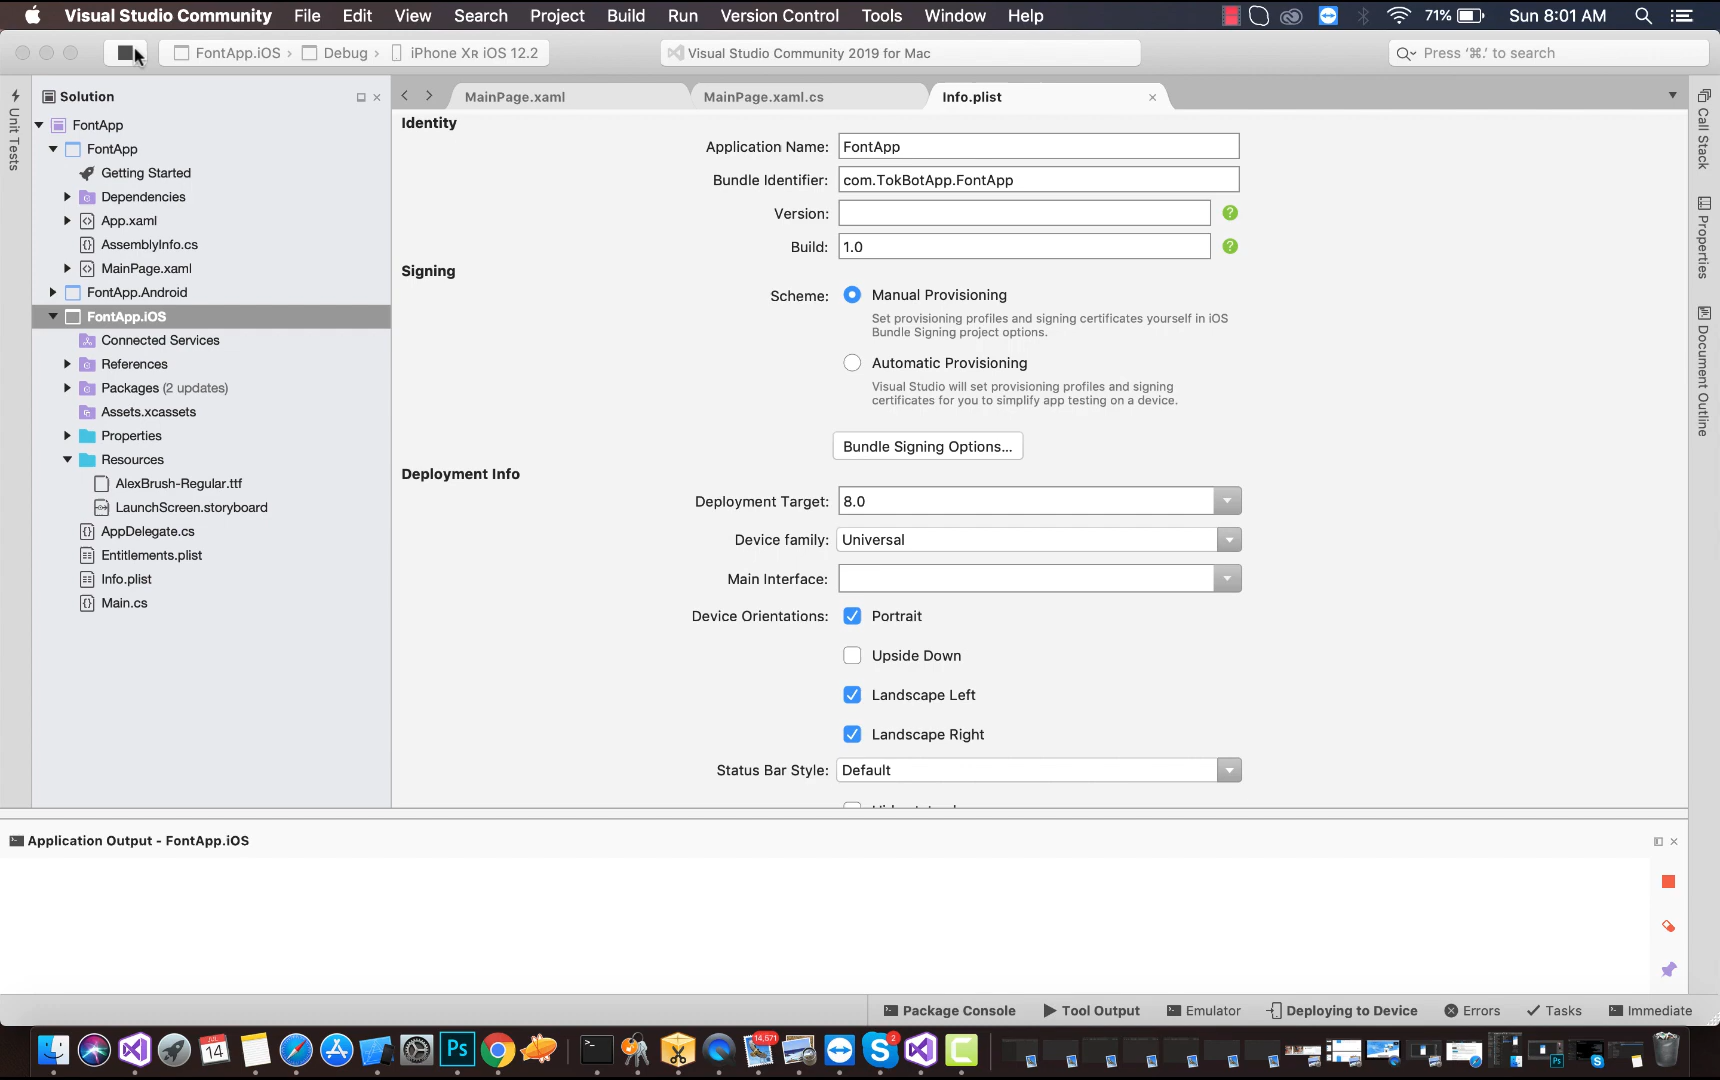 Visual Studio Community File Edit View Search Project Build Run Version Control Tools Window Help 71% Sun 8:01 AM
FontApp.iOS › Debug › iPhone XR iOS 12.2 Visual Studio Community 2019 for Mac Press ‘⌘.’ to search
Solution
FontApp
FontApp
Getting Started
Dependencies
App.xaml
AssemblyInfo.cs
MainPage.xaml
FontApp.Android
FontApp.iOS
Connected Services
References
Packages (2 updates)
Assets.xcassets
Properties
Resources
AlexBrush-Regular.ttf
LaunchScreen.storyboard
AppDelegate.cs
Entitlements.plist
Info.plist
Main.cs
Unit Tests
MainPage.xaml MainPage.xaml.cs Info.plist
Identity
Application Name: FontApp
Bundle Identifier: com.TokBotApp.FontApp
Version:
Build: 1.0
Signing
Scheme: Manual Provisioning
Set provisioning profiles and signing certificates yourself in iOS
Bundle Signing project options.
Automatic Provisioning
Visual Studio will set provisioning profiles and signing
certificates for you to simplify app testing on a device.
Bundle Signing Options...
Deployment Info
Deployment Target: 8.0
Device family: Universal
Main Interface:
Device Orientations: Portrait
Upside Down
Landscape Left
Landscape Right
Status Bar Style: Default
Call Stack
Properties
Document Outline
Application Output - FontApp.iOS
Package Console Tool Output Emulator Deploying to Device Errors Tasks Immediate
JUL
14
Ps
14,571
2